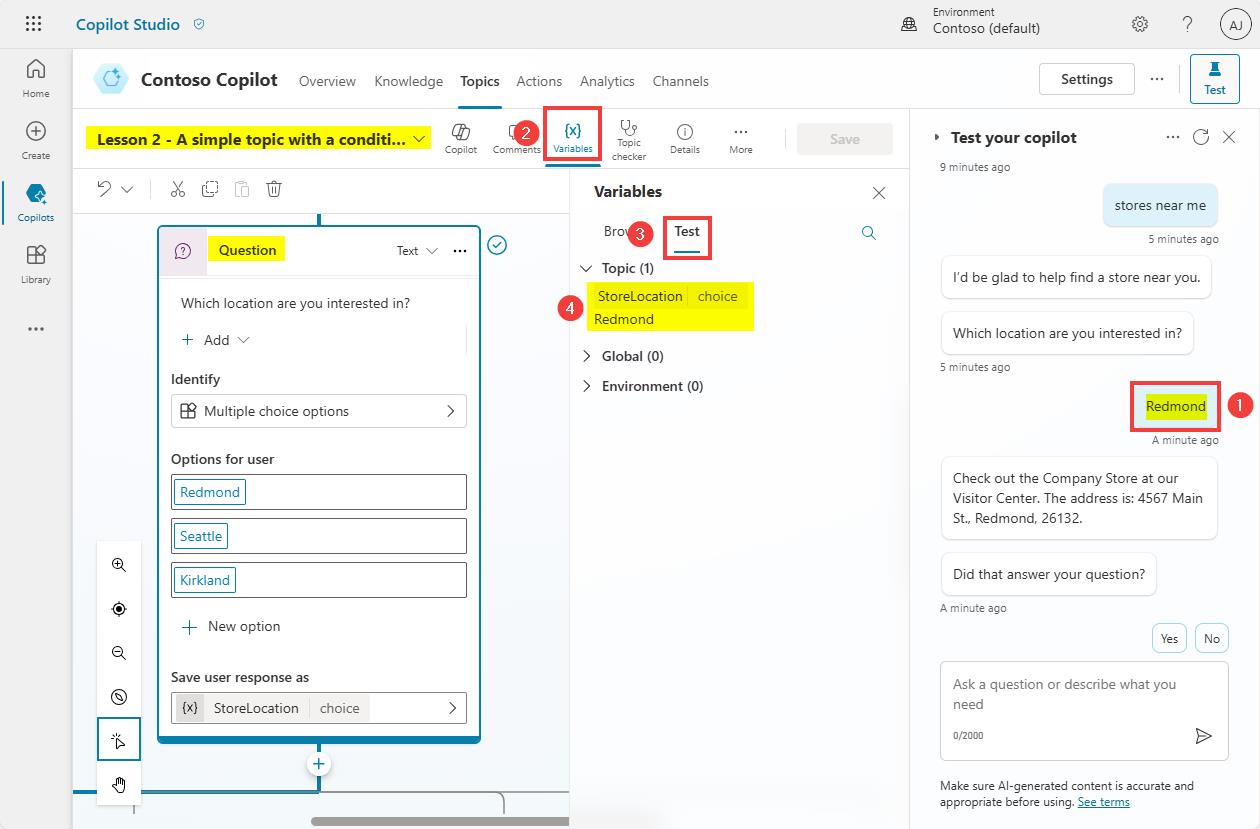 Copilot Studio
Environment
Contoso (default)
?
AJ
Home
Create
Copilots
Library
Contoso Copilot
Overview
Knowledge
Topics
Actions
Analytics
Channels
Settings
Test
Lesson 2 - A simple topic with a conditi...
Copilot
Comments
2
{x}
Variables
Topic
checker
Details
More
Save
Question
Text
Which location are you interested in?
Add
Identify
Multiple choice options
Options for user
Redmond
Seattle
Kirkland
New option
Save user response as
{x} StoreLocation choice
Variables
3
Test
Topic (1)
4
StoreLocation choice
Redmond
Global (0)
Environment (0)
Test your copilot
9 minutes ago
stores near me
5 minutes ago
I'd be glad to help find a store near you.
Which location are you interested in?
5 minutes ago
Redmond
1
A minute ago
Check out the Company Store at our
Visitor Center. The address is: 4567 Main
St., Redmond, 26132.
Did that answer your question?
A minute ago
Yes
No
Ask a question or describe what you
need
0/2000
Make sure AI-generated content is accurate and
appropriate before using. See terms